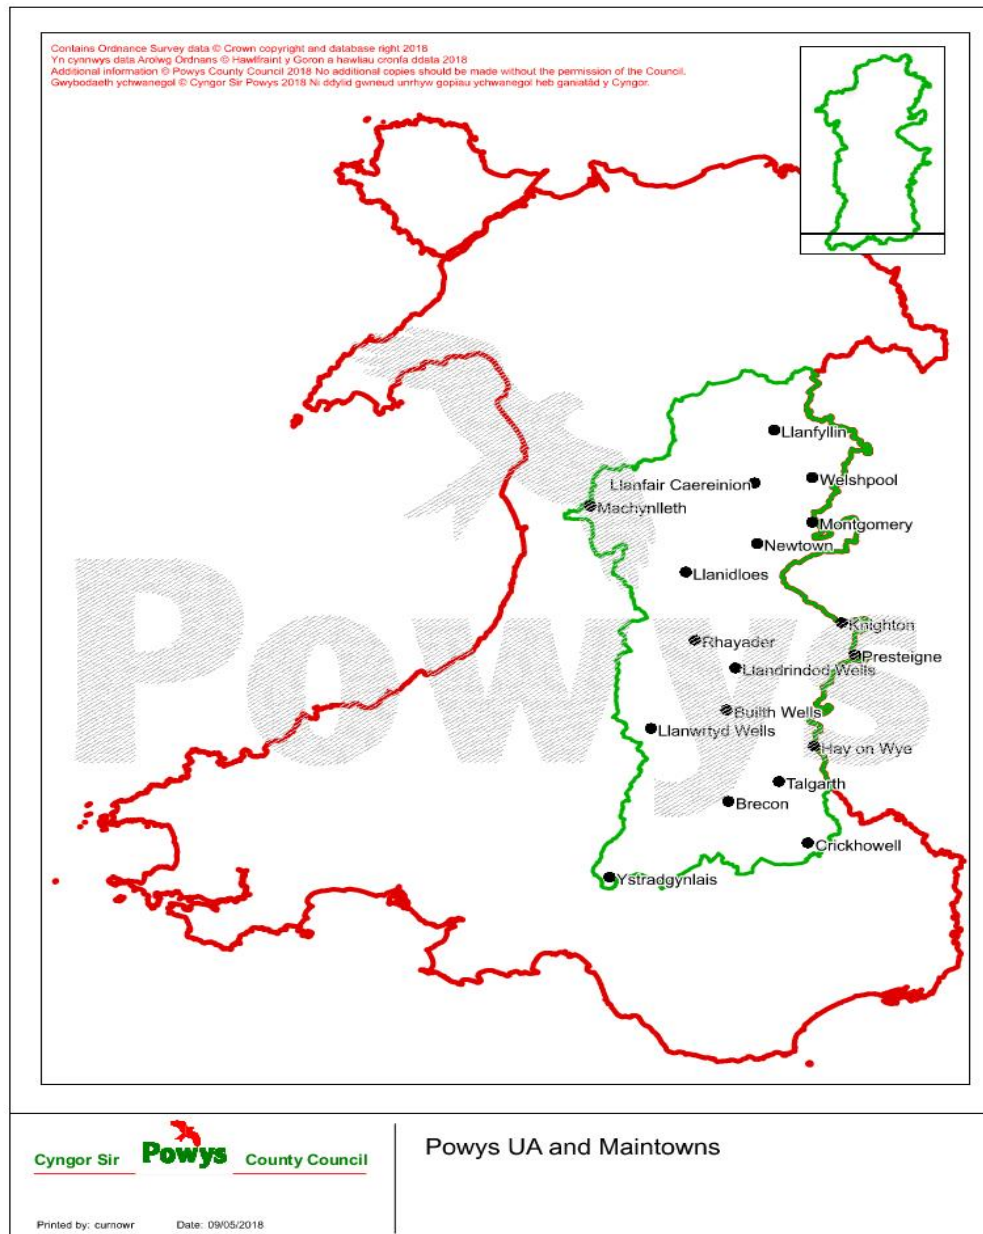 Contains Ordnance Survey data © Crown copyright and database right 2018
Yn cynnwys data Arolwg Ordnans © Hawlfraint y Goron a hawliau cronfa ddata 2018
Additional information © Powys County Council 2018 No additional copies should be made without the permission of the Council.
Gwybodaeth ychwanegol © Cyngor Sir Powys 2018 Ni ddylid gwneud unrhyw gopïau ychwanegol heb ganiatâd y Cyngor.
Llanfyllin
Welshpool
Llanfair Caereinion
Machynlleth
Montgomery
Newtown
Llanidloes
Knighton
Rhayader
Presteigne
Llandrindod Wells
Powys
Builth Wells
Llanwrtyd Wells
Hay on Wye
Talgarth
Brecon
Crickhowell
Ystradgynlais
Cyngor Sir Powys County Council
Powys UA and Maintowns
Printed by: curnowr Date: 09/05/2018